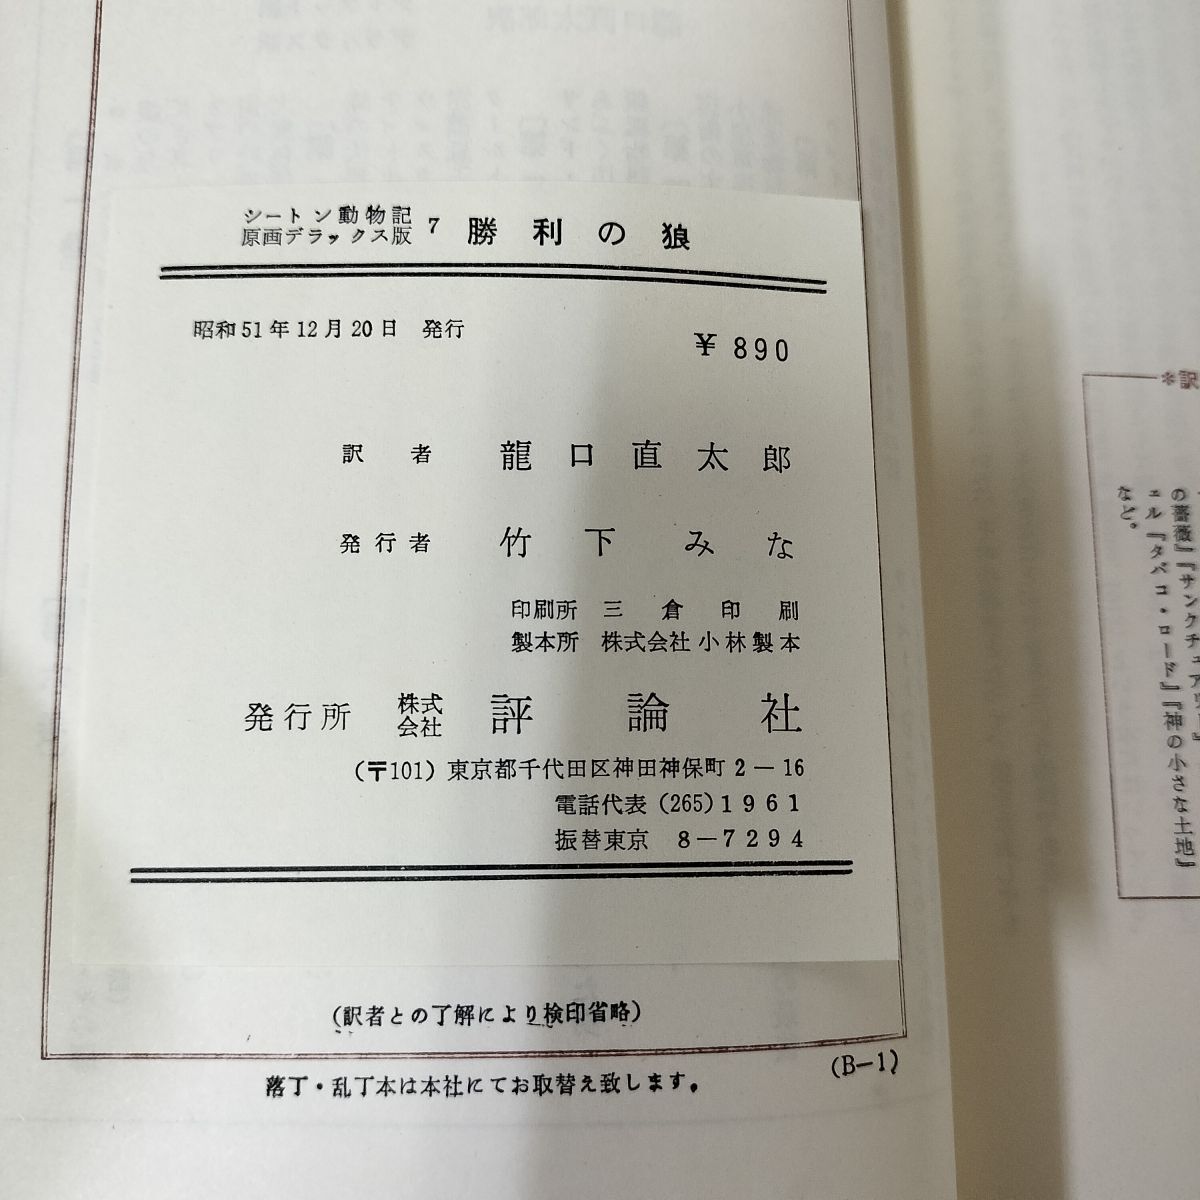 シートン動物記
原画デラックス版 7 勝利の狼
昭和51年12月20日 発行
¥890
訳者 龍口直太郎
発行者 竹下みな
印刷所 三倉印刷
製本所 株式会社小林製本
発行所 株式会社 評論社
(〒101) 東京都千代田区神田神保町2-16
電話代表 (265) 1961
振替東京 8-7294
(訳者との了解により検印省略)
(B-1)
落丁・乱丁本は本社にてお取替え致します。
*訳
の薔薇』『サンクチュアリ
ェル『タバコ・ロード』『神の小さな土地』
など。